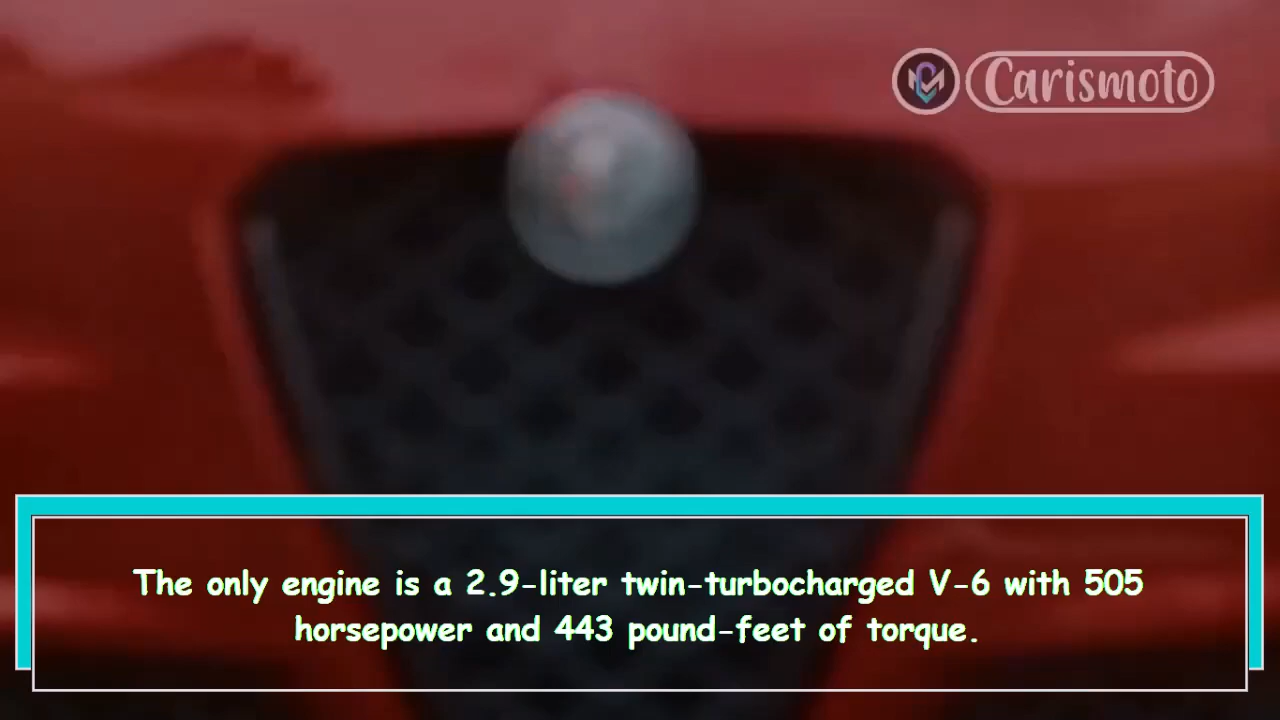 Carismoto
The only engine is a 2.9-liter twin-turbocharged V-6 with 505
horsepower and 443 pound-feet of torque.